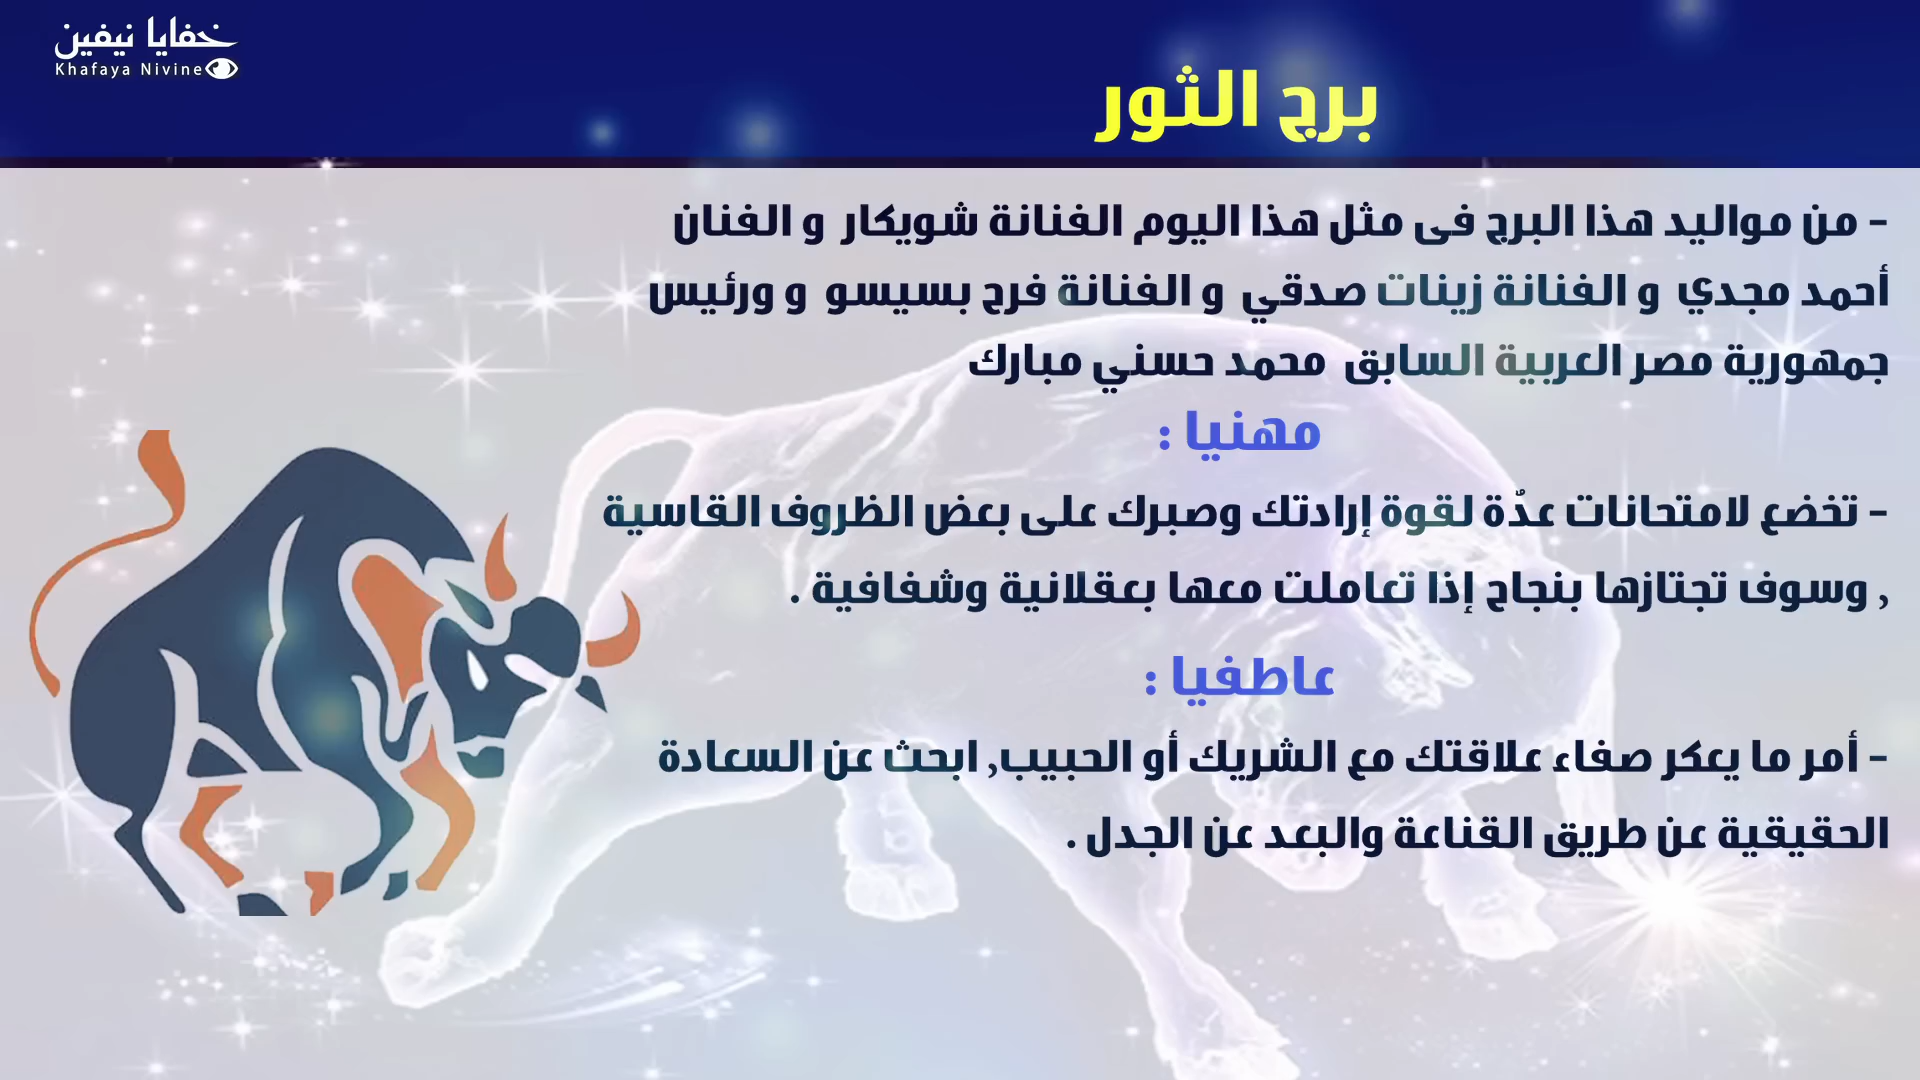 خفايا نيفين
Khafaya Nivine
برج الثور
- من مواليد هذا البرج فى مثل هذا اليوم الفنانة شويكار و الفنان
أحمد مجدي و الفنانة زينات صدقي و الفنانة فرح بسيسو و ورئيس
جمهورية مصر العربية السابق محمد حسني مبارك
مهنيا :
- تخضع لامتحانات عدّة لقوة إرادتك وصبرك على بعض الظروف القاسية
, وسوف تجتازها بنجاح إذا تعاملت معها بعقلانية وشفافية .
عاطفيا :
- أمر ما يعكر صفاء علاقتك مع الشريك أو الحبيب, ابحث عن السعادة
الحقيقية عن طريق القناعة والبعد عن الجدل .